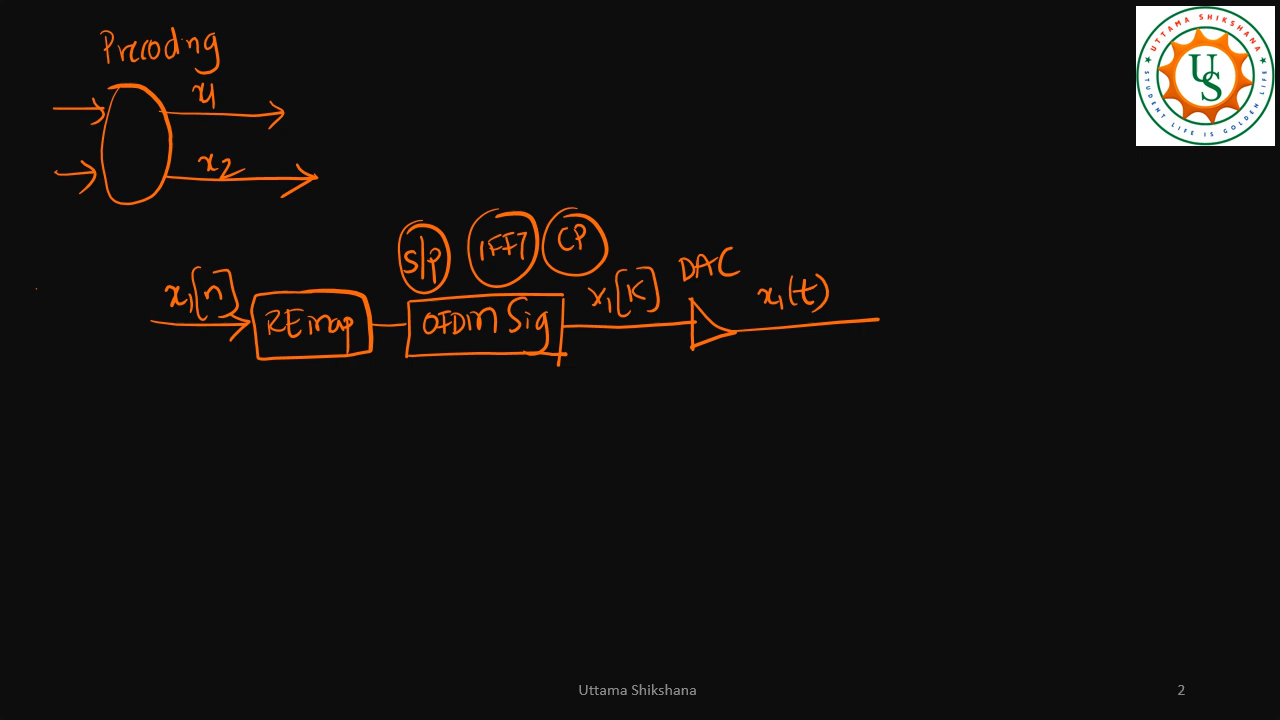 Precoding
x1
x2
S/P IFFT CP
x1[n] REmap OFDM Sig x1[K] DAC x1(t)
UTTAMA SHIKSHANA
US
STUDENT LIFE IS GOLDEN LIFE
Uttama Shikshana
2